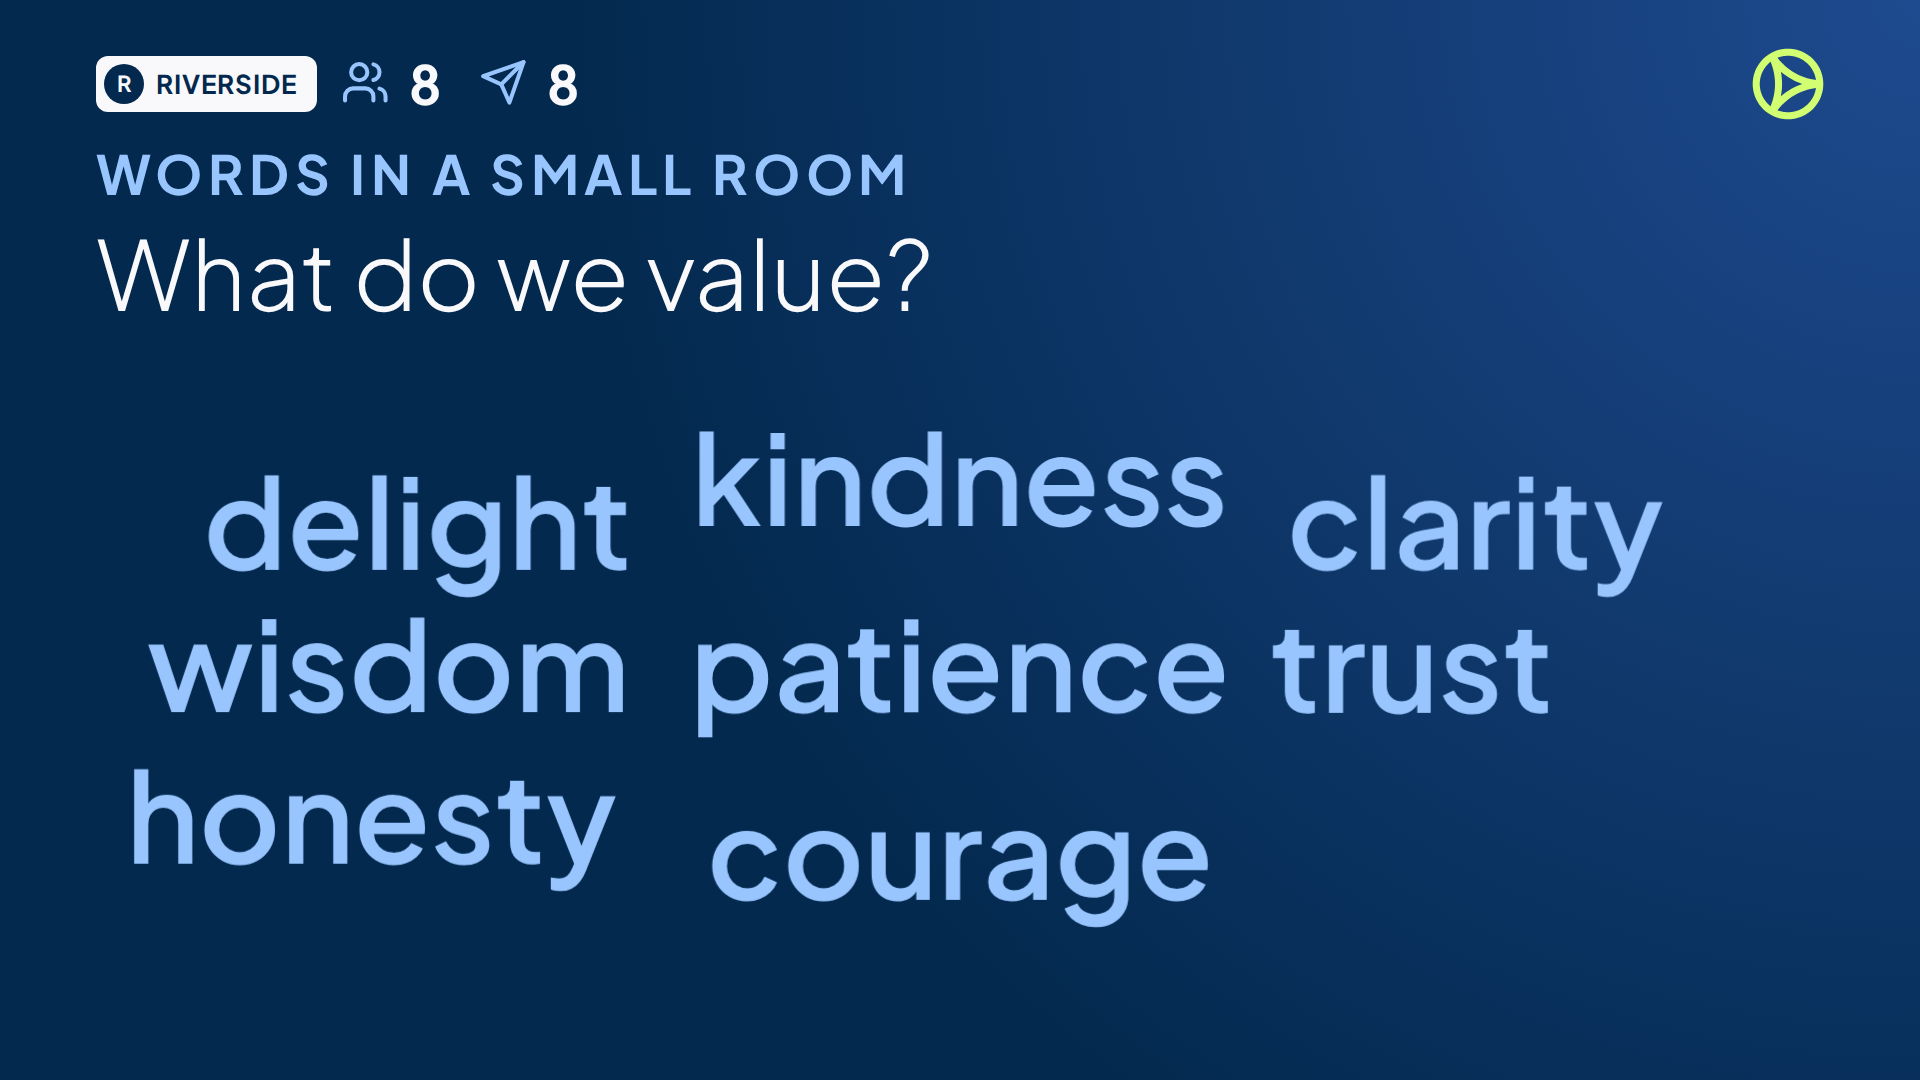 R RIVERSIDE 8 8
WORDS IN A SMALL ROOM
What do we value?
delight kindness clarity
wisdom patience trust
honesty courage